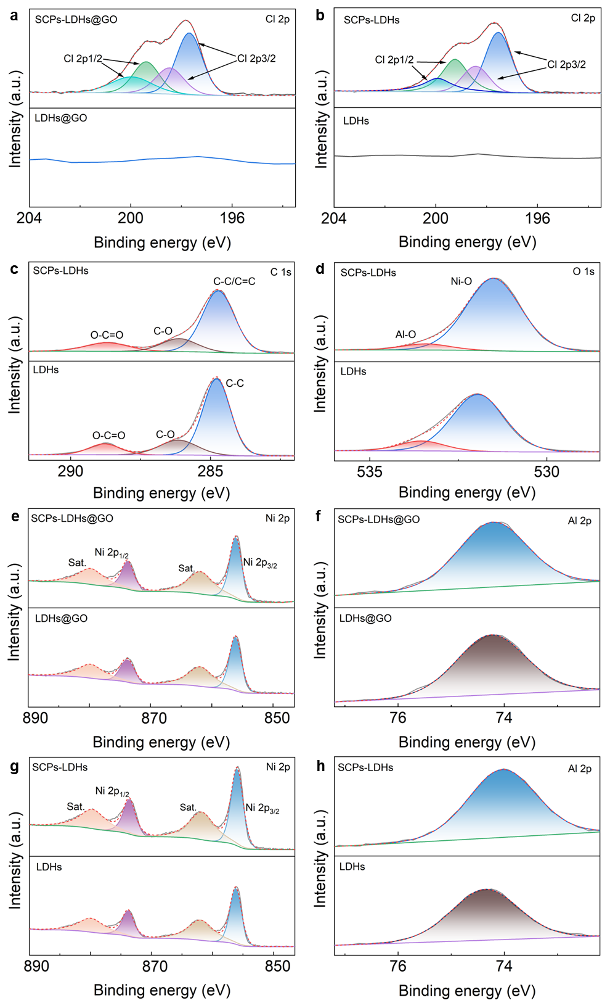 a
SCPs-LDHs@GO
Cl 2p
Cl 2p1/2
Cl 2p3/2
LDHs@GO
Intensity (a.u.)
204 200 196
Binding energy (eV)
b
SCPs-LDHs
Cl 2p
Cl 2p1/2
Cl 2p3/2
LDHs
Intensity (a.u.)
204 200 196
Binding energy (eV)
c
SCPs-LDHs
C 1s
C-C/C=C
C-O
O-C=O
LDHs
C-C
C-O
O-C=O
Intensity (a.u.)
290 285
Binding energy (eV)
d
SCPs-LDHs
O 1s
Ni-O
Al-O
LDHs
Intensity (a.u.)
535 530
Binding energy (eV)
e
SCPs-LDHs@GO
Ni 2p
Sat.
Ni 2p1/2
Sat.
Ni 2p3/2
LDHs@GO
Intensity (a.u.)
890 870 850
Binding energy (eV)
f
SCPs-LDHs@GO
Al 2p
LDHs@GO
Intensity (a.u.)
76 74
Binding energy (eV)
g
SCPs-LDHs
Ni 2p
Sat.
Ni 2p1/2
Sat.
Ni 2p3/2
LDHs
Intensity (a.u.)
890 870 850
Binding energy (eV)
h
SCPs-LDHs
Al 2p
LDHs
Intensity (a.u.)
76 74
Binding energy (eV)